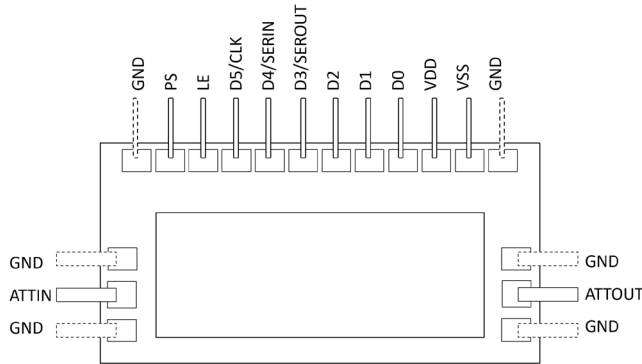 GND
PS
LE
D5/CLK
D4/SERIN
D3/SEROUT
D2
D1
D0
VDD
VSS
GND
GND
GND
ATTIN
ATTOUT
GND
GND